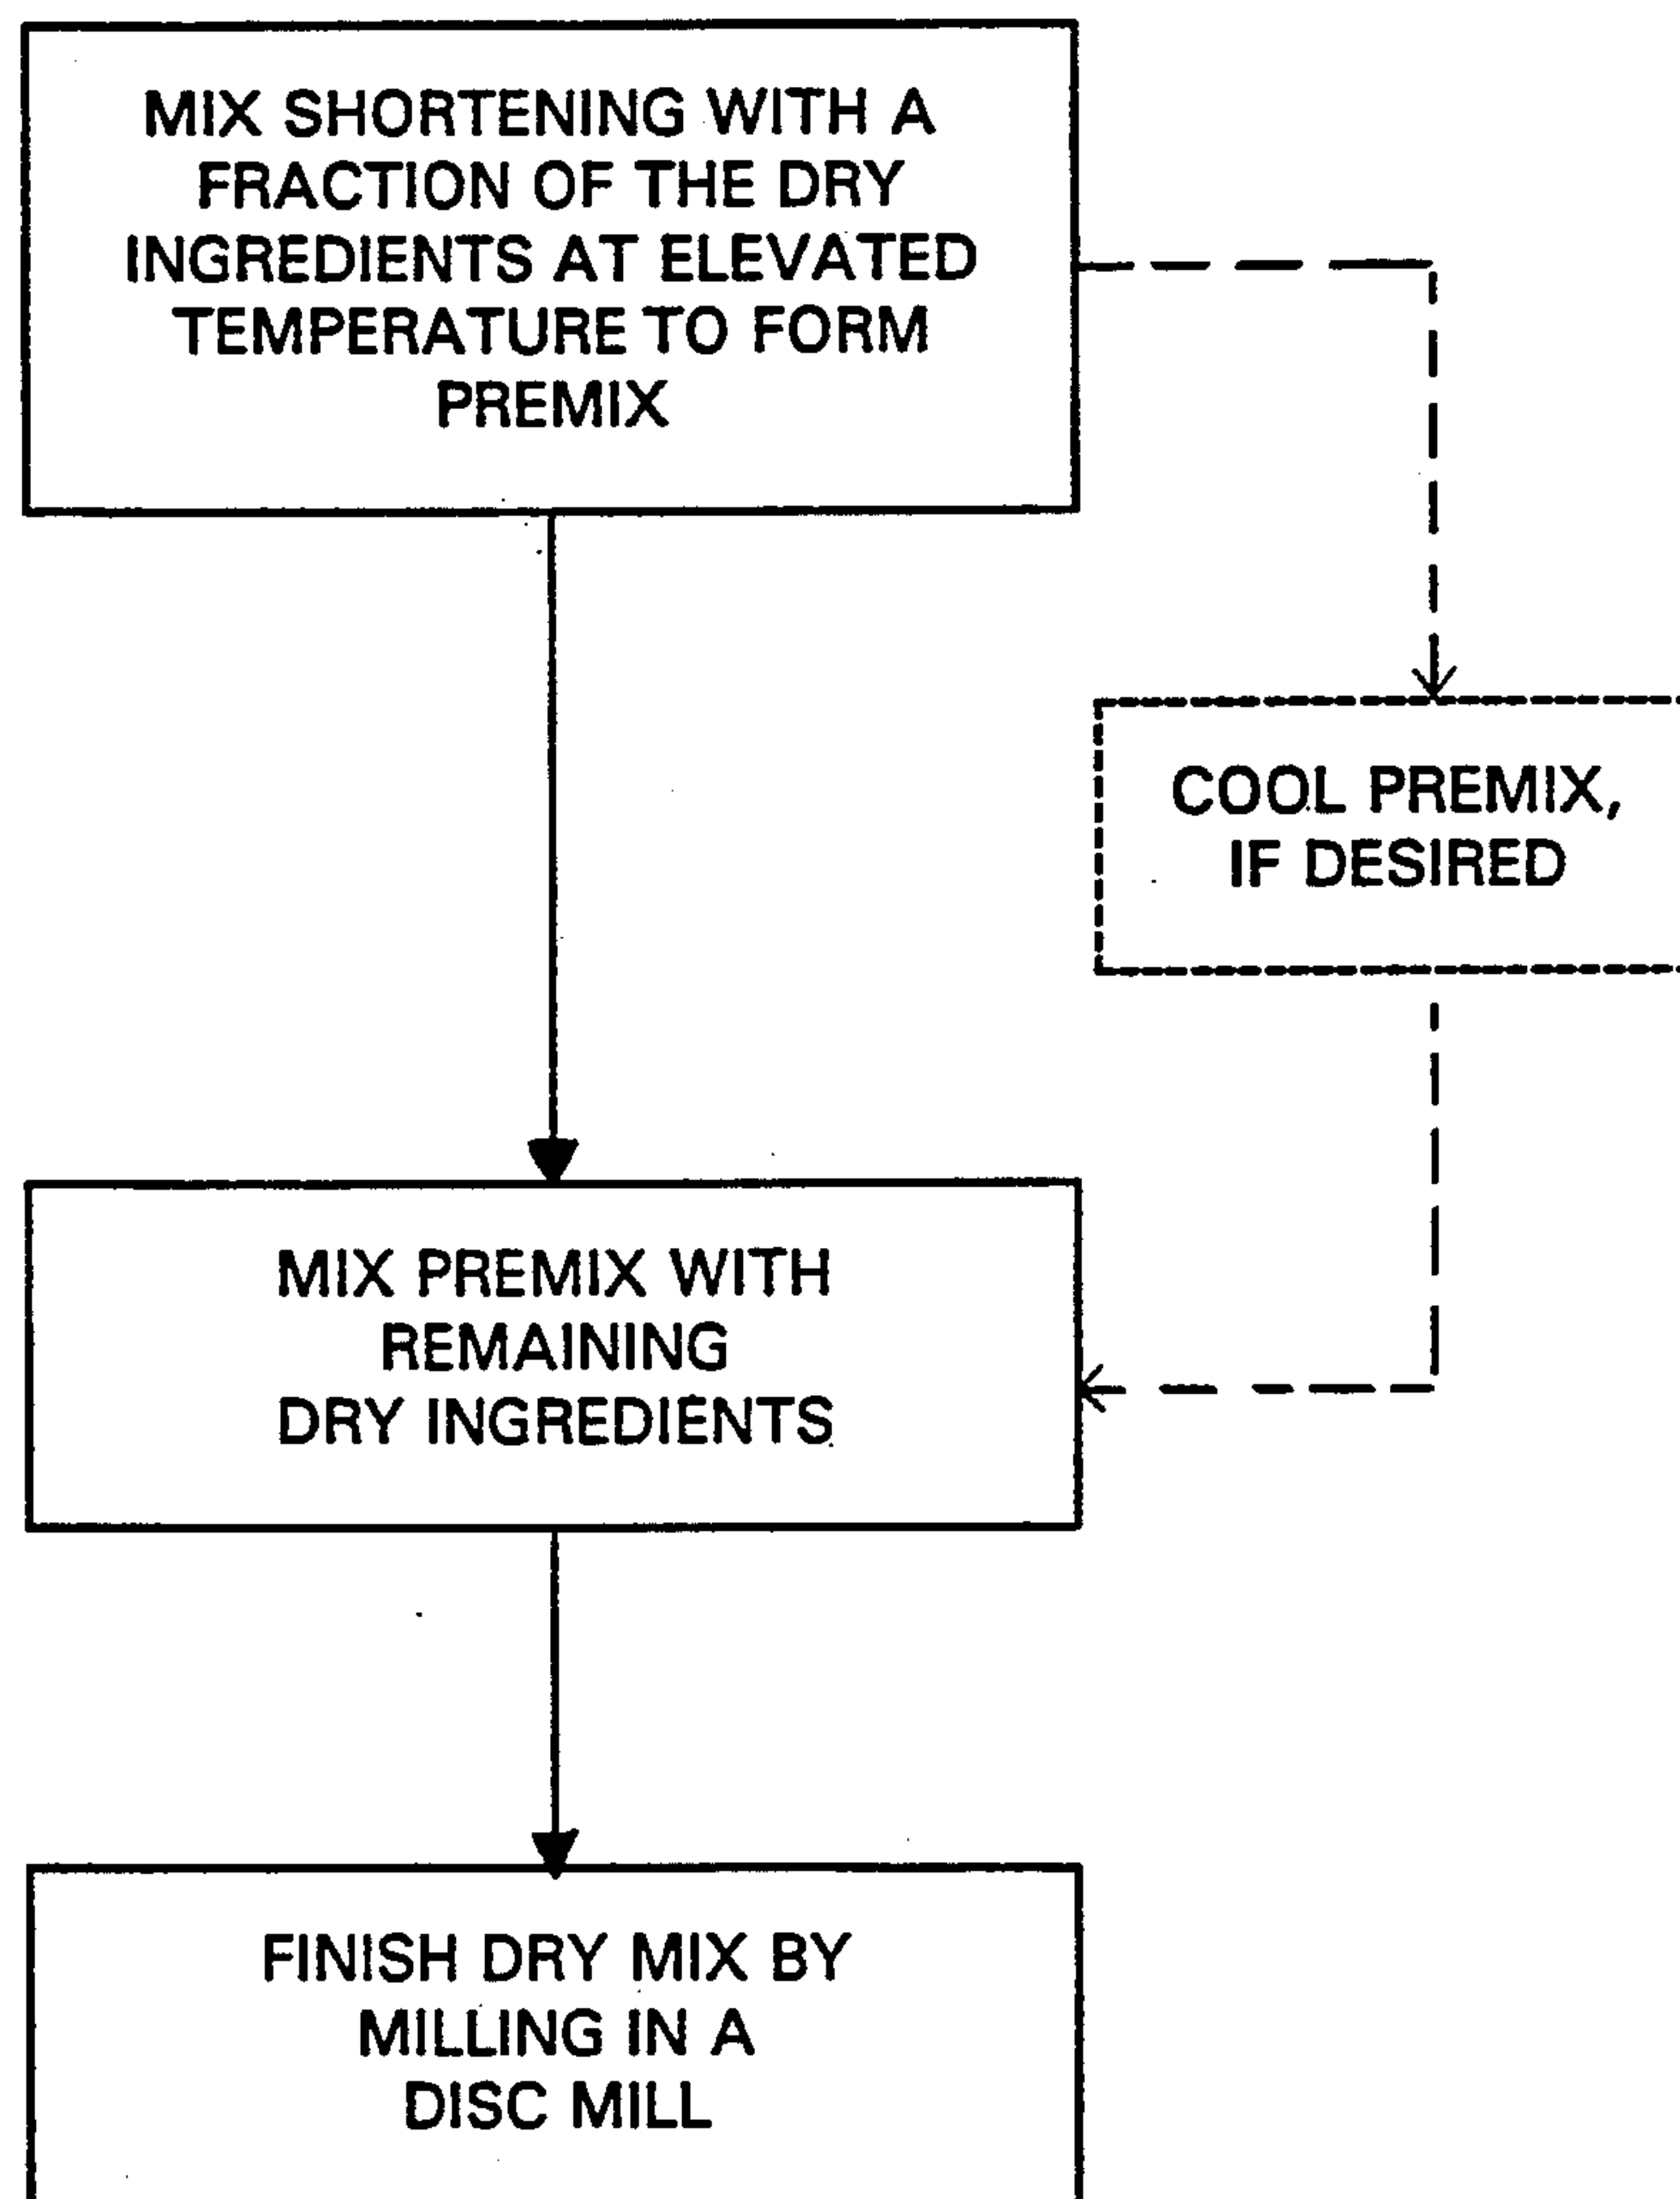 MIX SHORTENING WITH A
FRACTION OF THE DRY
INGREDIENTS AT ELEVATED
TEMPERATURE TO FORM
PREMIX
COOL PREMIX,
IF DESIRED
MIX PREMIX WITH
REMAINING
DRY INGREDIENTS
FINISH DRY MIX BY
MILLING IN A
DISC MILL